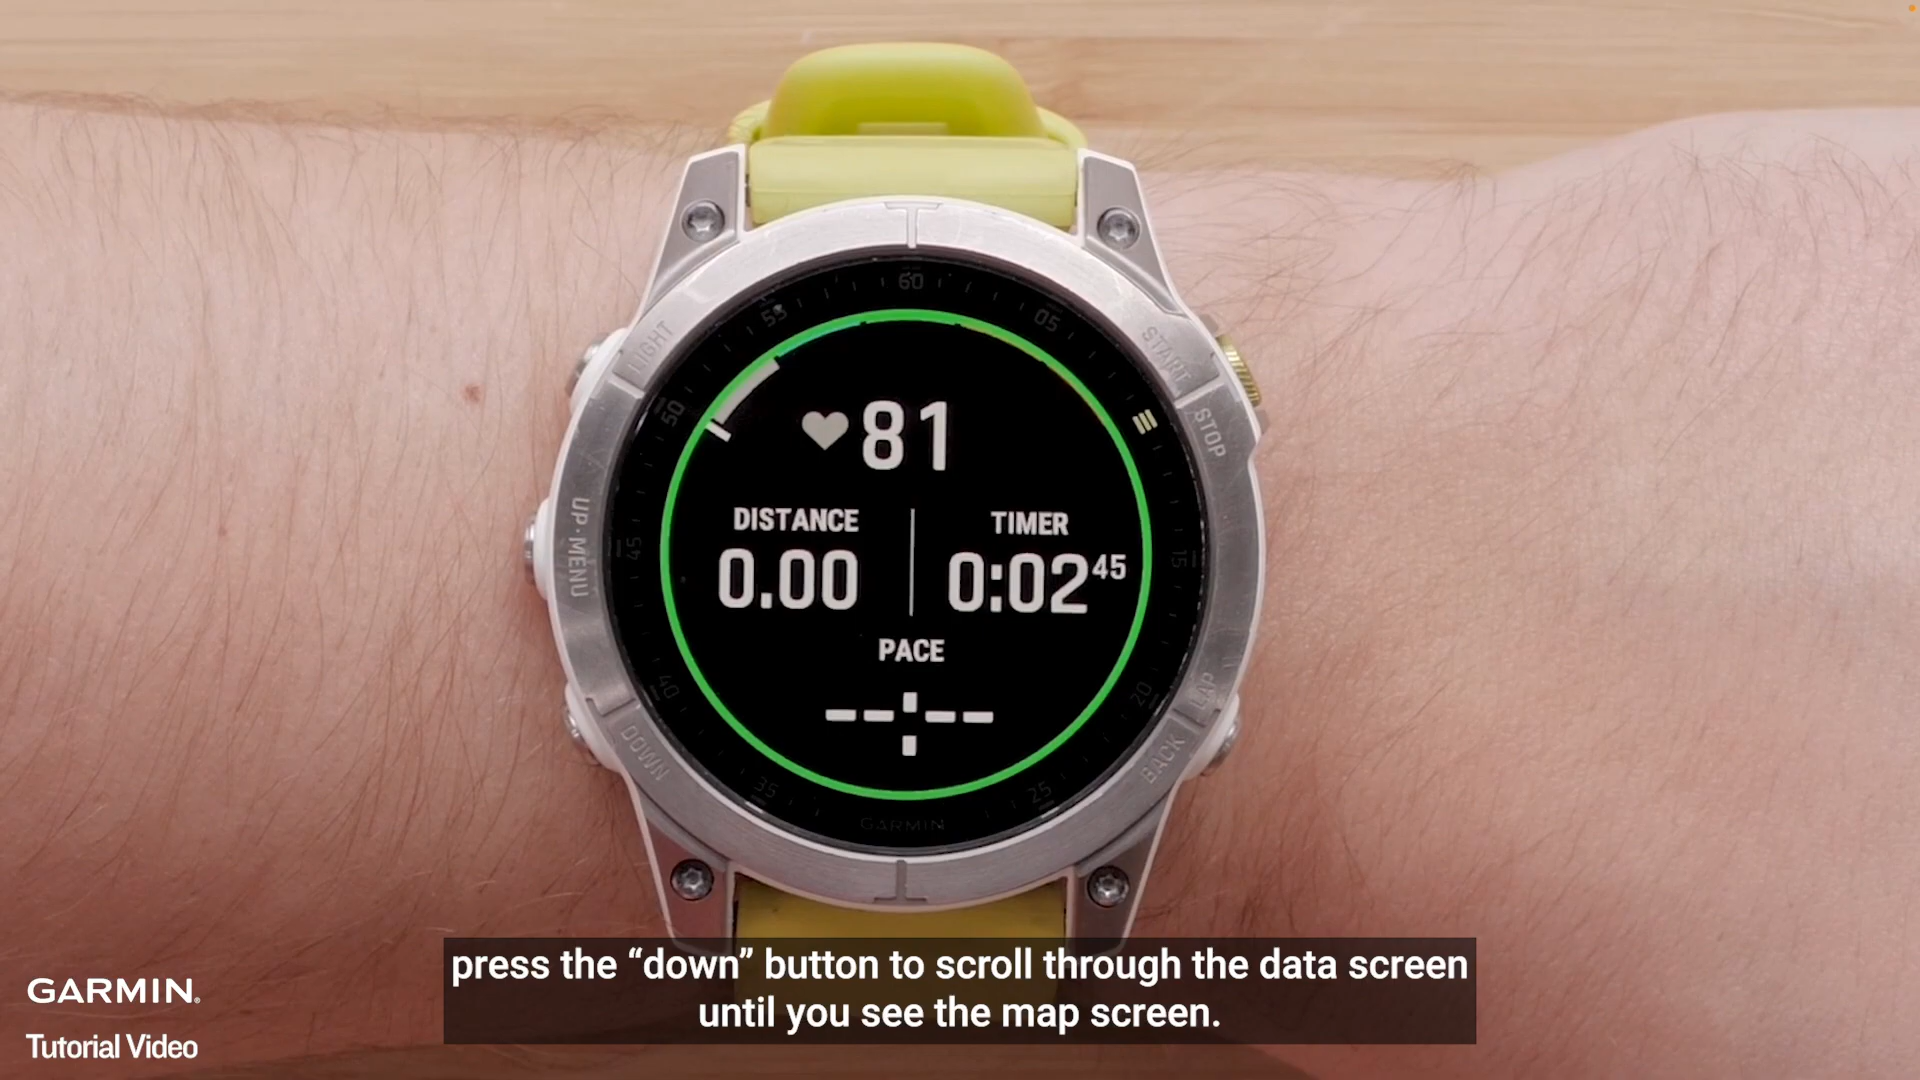 60
55
05
LIGHT
START
50
STOP
81
UP·MENU
DISTANCE
TIMER
45
0.00
0:02 45
15
PACE
--:--
40
20
LAP
DOWN
BACK
35
25
GARMIN
press the “down” button to scroll through the data screen
until you see the map screen.
GARMIN®
Tutorial Video